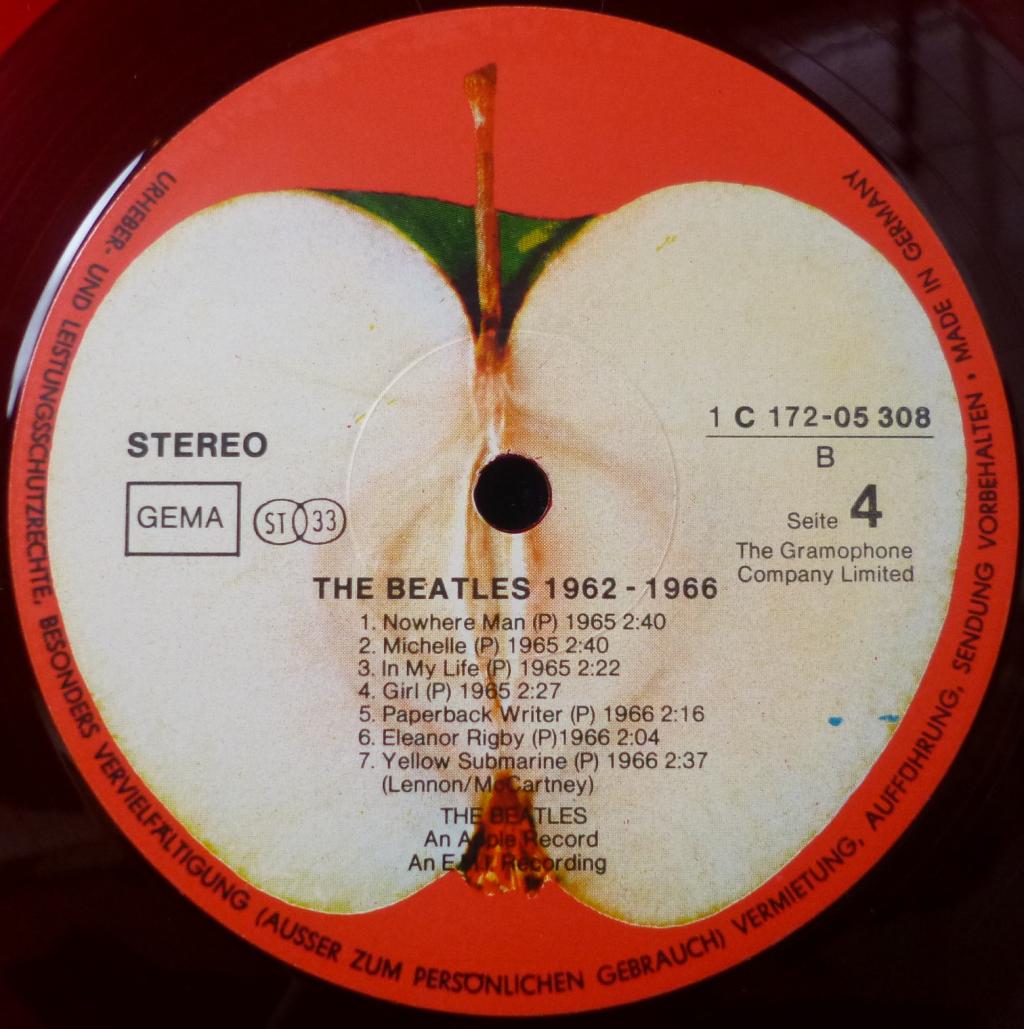 URHEBER- UND LEISTUNGSSCHUTZRECHTE, BESONDERS VERVIELFÄLTIGUNG (AUSSER ZUM PERSÖNLICHEN GEBRAUCH) VERMIETUNG, AUFFÜHRUNG, SENDUNG VORBEHALTEN · MADE IN GERMANY
STEREO
GEMA
ST 33
1 C 172-05 308
B
Seite 4
The Gramophone
Company Limited
THE BEATLES 1962 - 1966
1. Nowhere Man (P) 1965 2:40
2. Michelle (P) 1965 2:40
3. In My Life (P) 1965 2:22
4. Girl (P) 1965 2:27
5. Paperback Writer (P) 1966 2:16
6. Eleanor Rigby (P)1966 2:04
7. Yellow Submarine (P) 1966 2:37
(Lennon/McCartney)
THE BEATLES
An Apple Record
An E.M.I. Recording